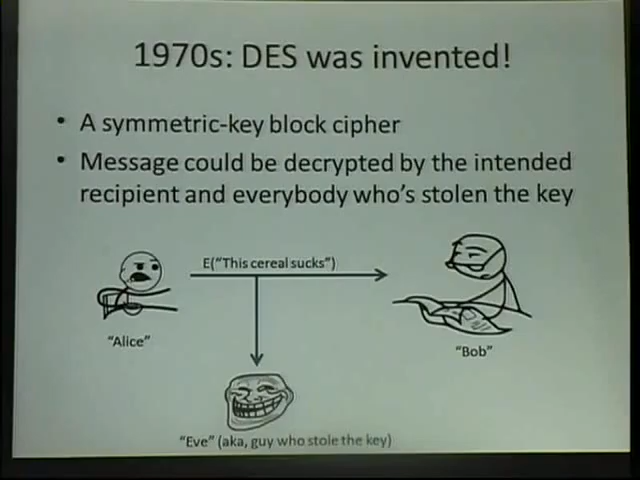 1970s: DES was invented!
• A symmetric-key block cipher
• Message could be decrypted by the intended
recipient and everybody who's stolen the key
E("This cereal sucks")
"Alice"
"Bob"
"Eve" (aka, guy who stole the key)